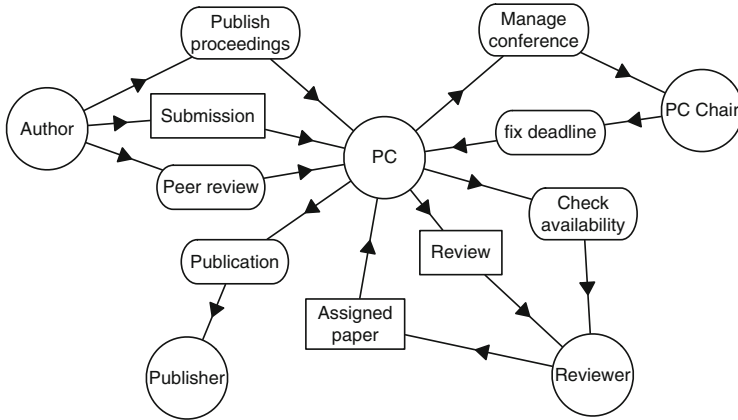 Publish
proceedings
Manage
conference
Author
Submission
PC
fix deadline
PC Chair
Peer review
Check
availability
Publication
Review
Assigned
paper
Publisher
Reviewer